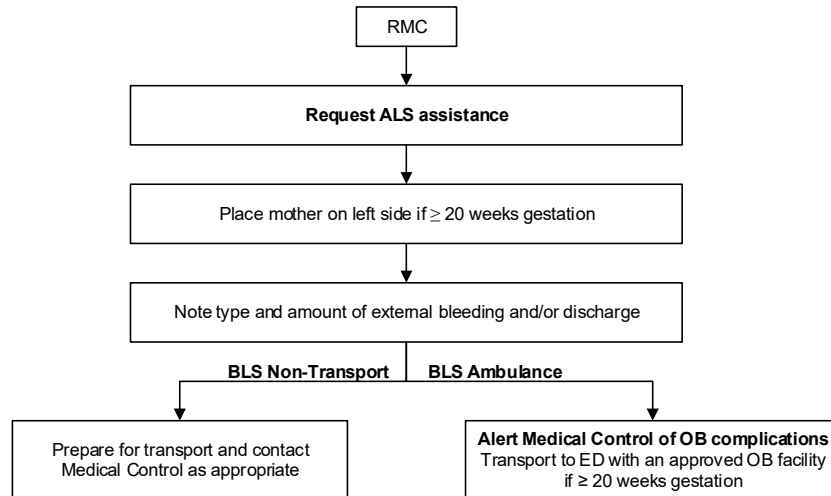 RMC
Request ALS assistance
Place mother on left side if ≥ 20 weeks gestation
Note type and amount of external bleeding and/or discharge
BLS Non-Transport
BLS Ambulance
Prepare for transport and contact
Medical Control as appropriate
Alert Medical Control of OB complications
Transport to ED with an approved OB facility
if ≥ 20 weeks gestation